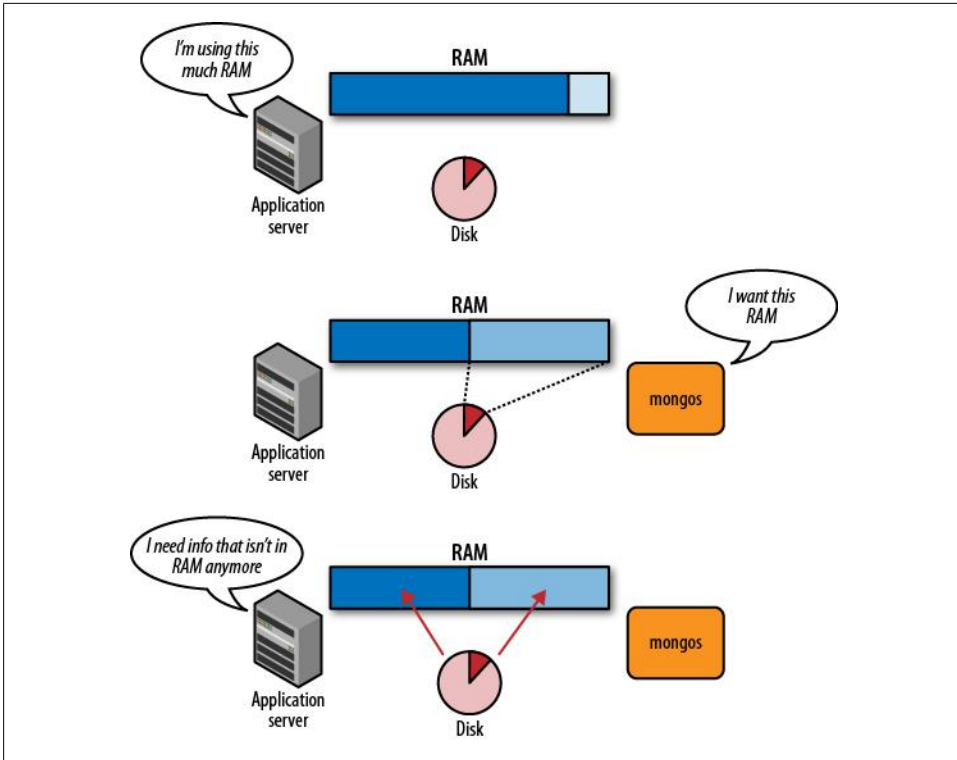 I'm using this
much RAM
RAM
Application
server
Disk
RAM
I want this
RAM
mongos
Application
server
Disk
I need info that isn't in
RAM anymore
RAM
mongos
Application
server
Disk